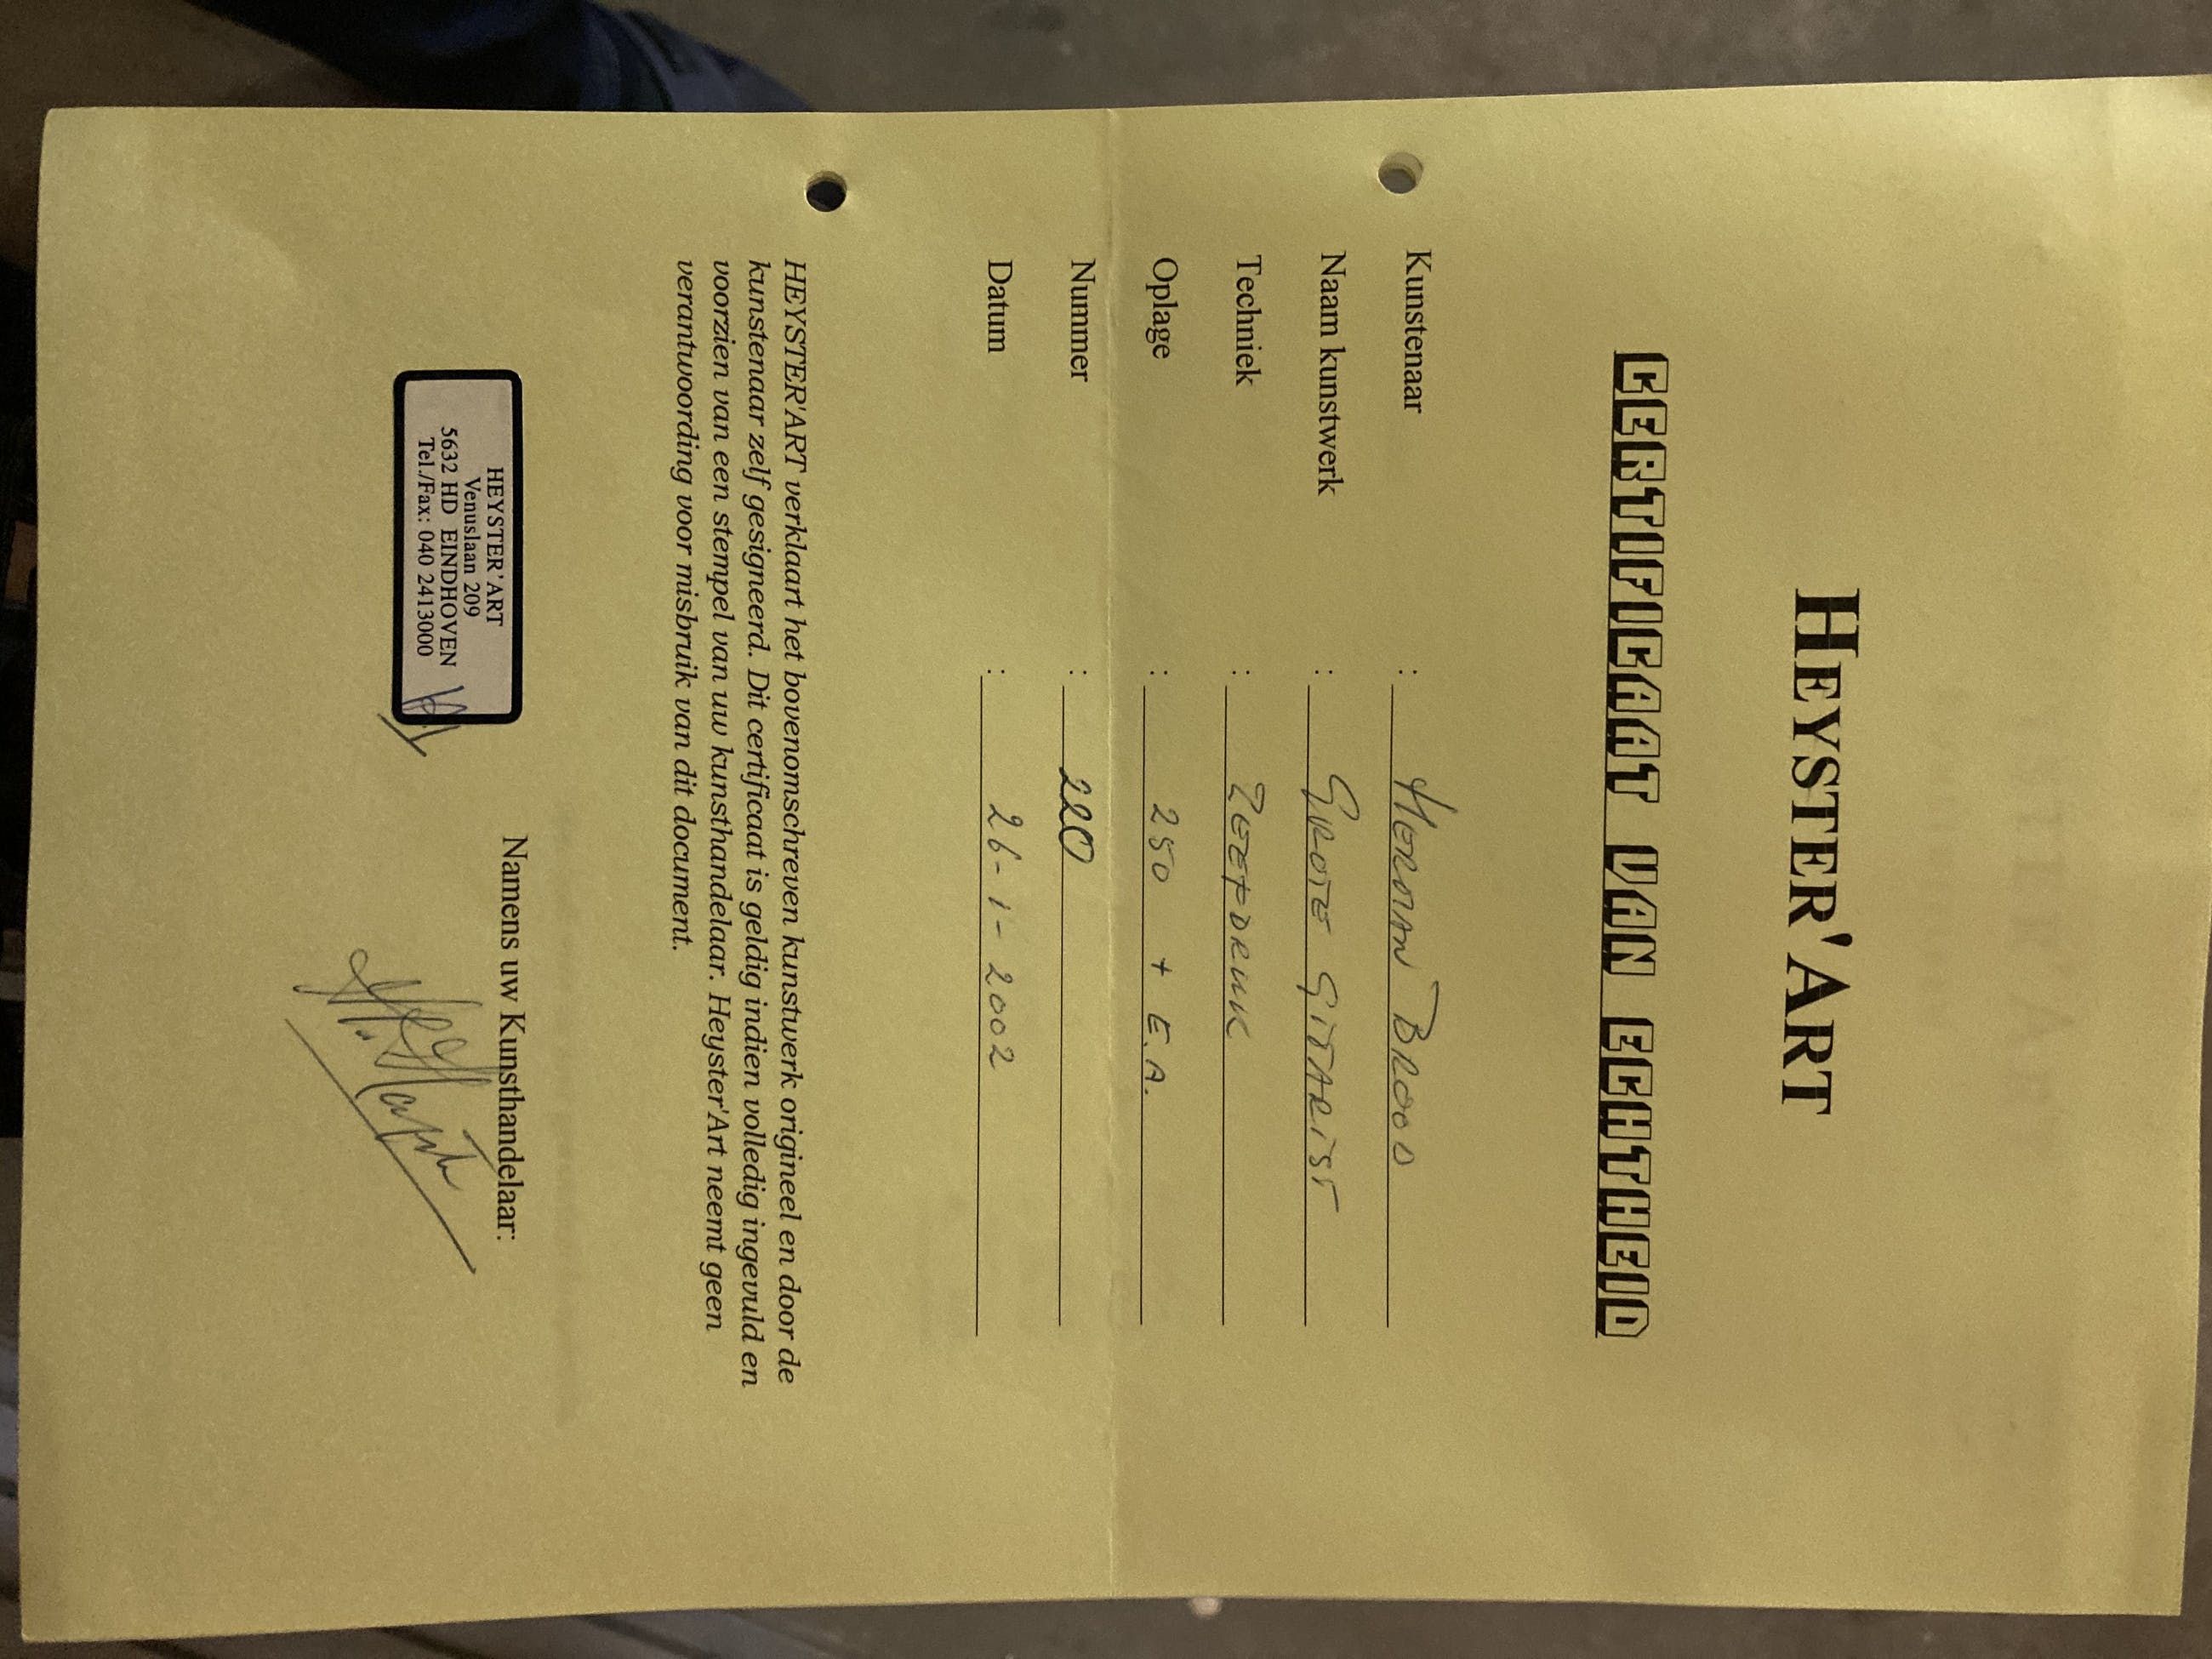 HEYSTER'ART
CERTIFICAAT VAN ECHTHEID
Kunstenaar : HERMAN BROOD
Naam kunstwerk : GROTE GITARIST
Techniek : ZEEFDRUK
Oplage : 250 + E.A.
Nummer : 220
Datum : 26-1-2002
HEYSTER'ART verklaart het bovenomschreven kunstwerk origineel en door de
kunstenaar zelf gesigneerd. Dit certificaat is geldig indien volledig ingevuld en
voorzien van een stempel van uw kunsthandelaar. Heyster'Art neemt geen
verantwoording voor misbruik van dit document.
Namens uw Kunsthandelaar:
HEYSTER'ART
Venuslaan 209
5632 HD EINDHOVEN
Tel./Fax: 040 2413000